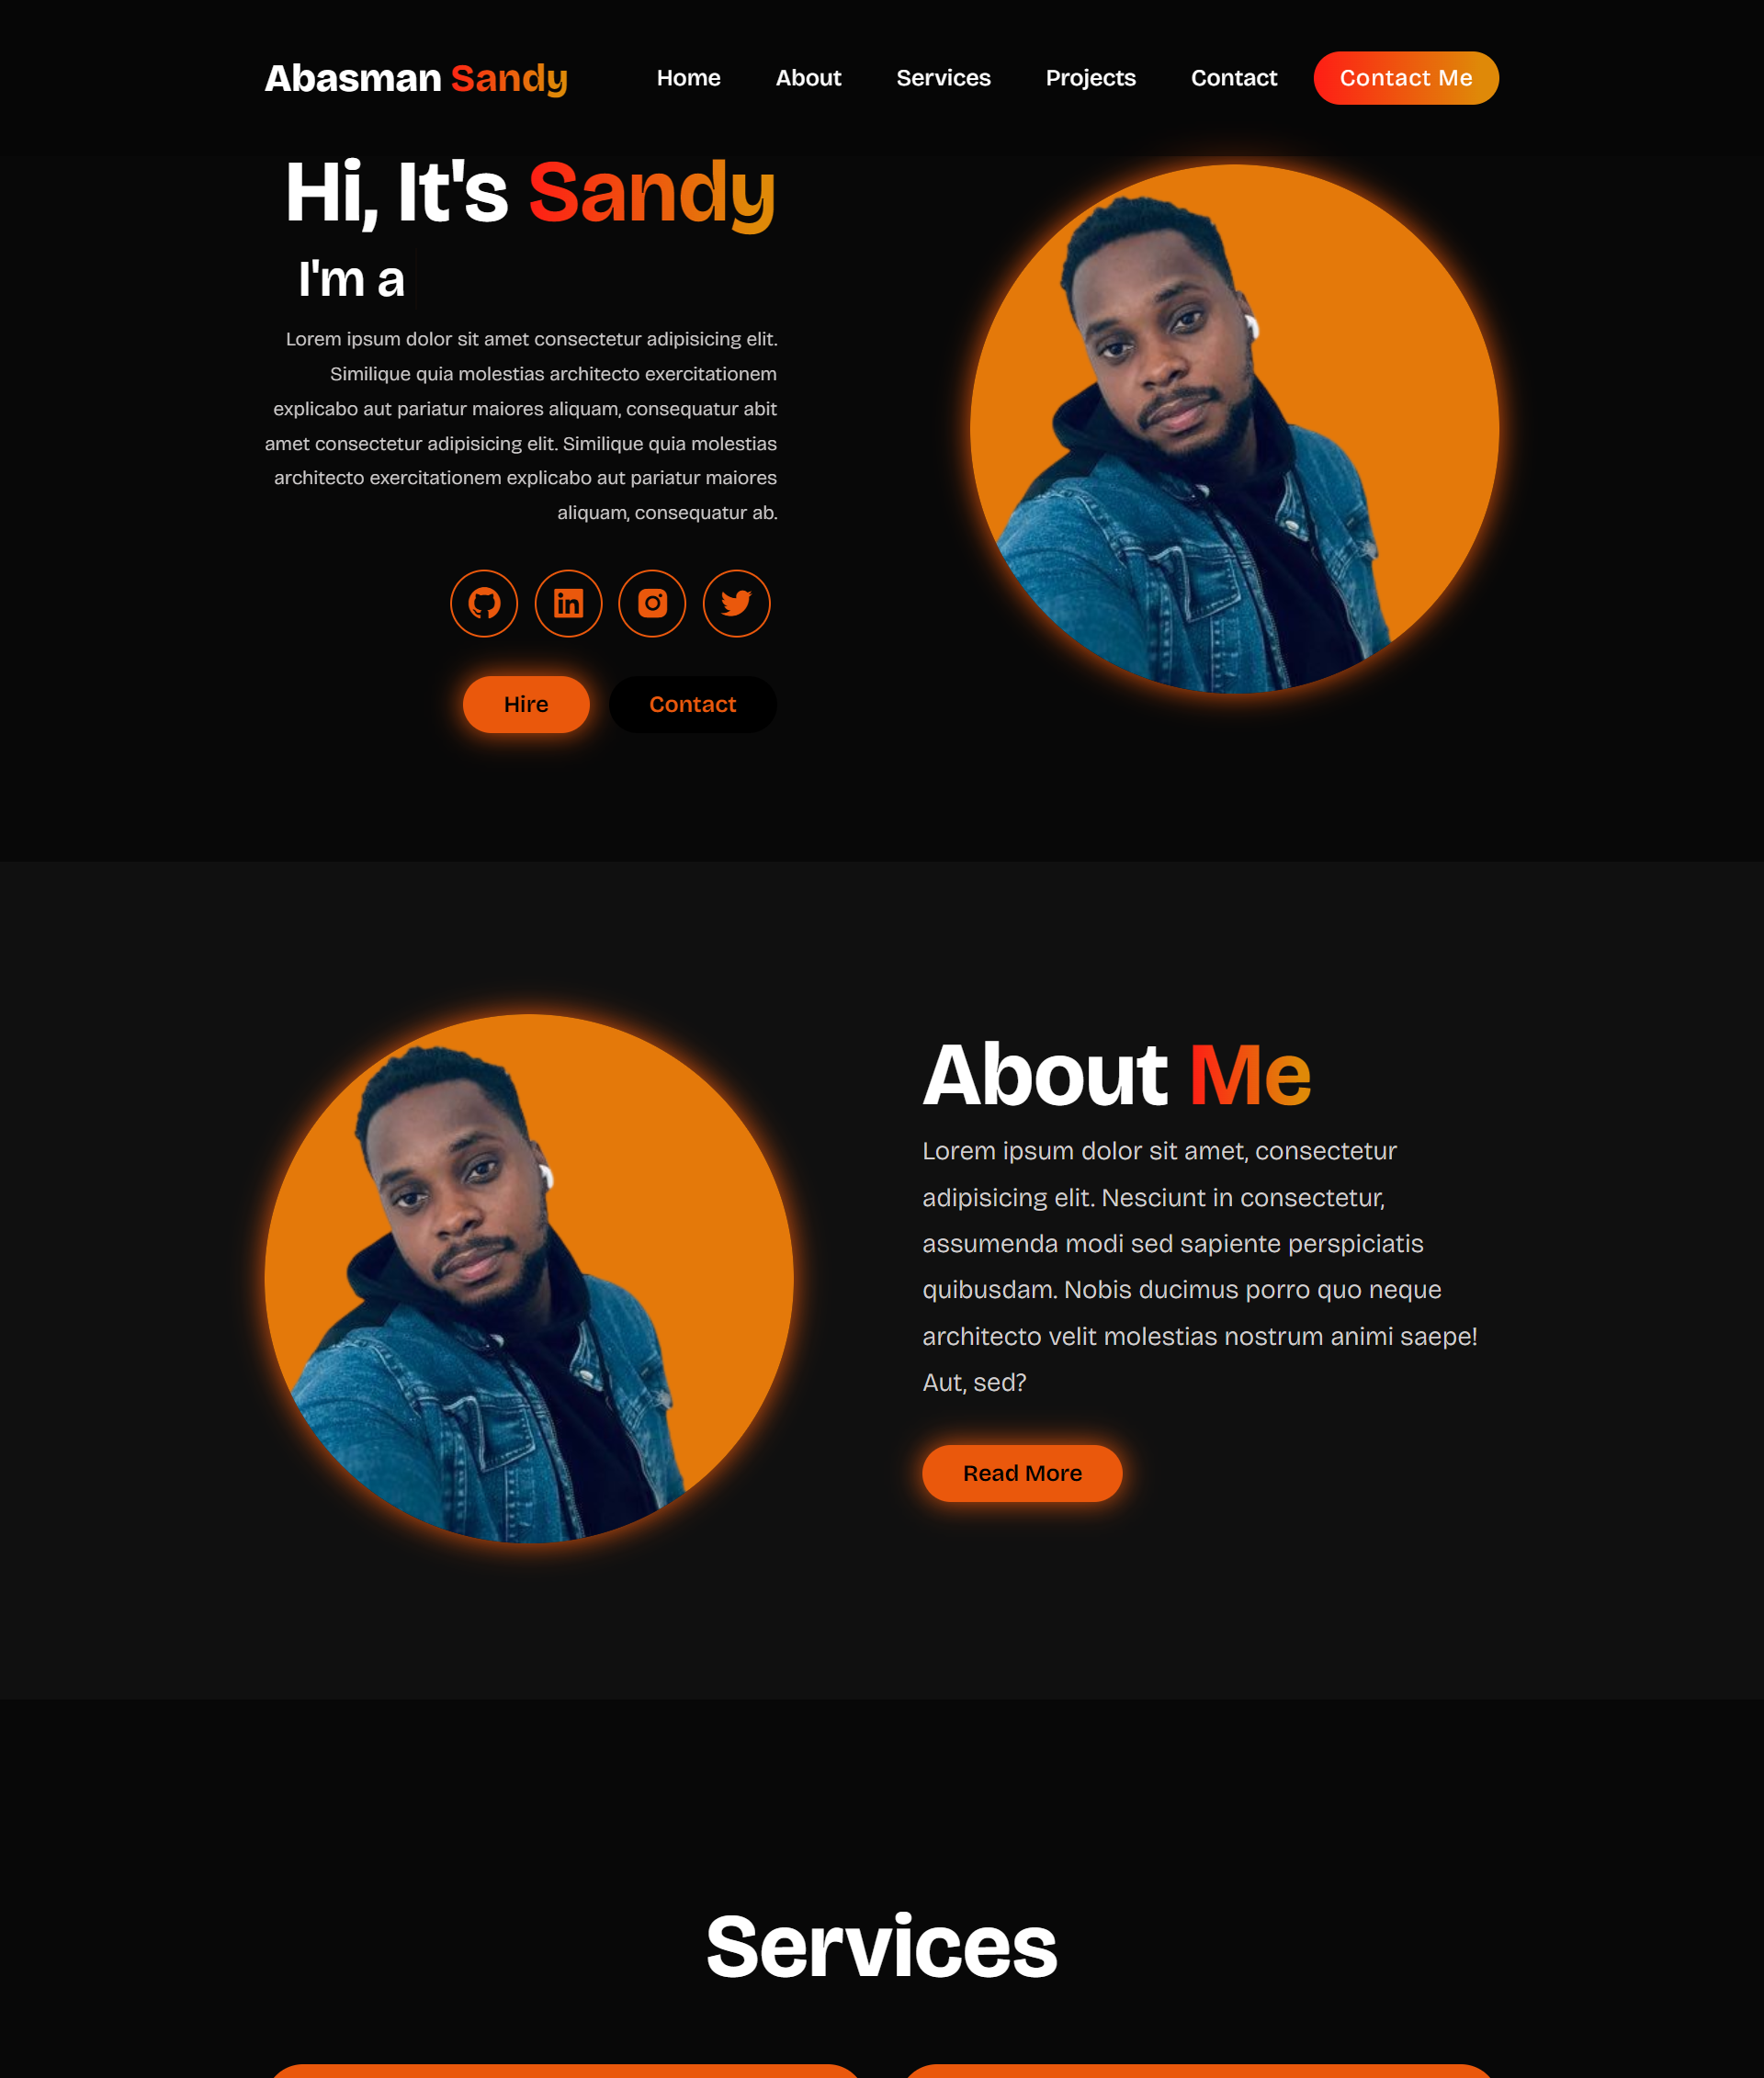 Abasman Sandy
Home
About
Services
Projects
Contact
Contact Me
Hi, It's Sandy
I'm a
Lorem ipsum dolor sit amet consectetur adipisicing elit.
Similique quia molestias architecto exercitationem
explicabo aut pariatur maiores aliquam, consequatur abit
amet consectetur adipisicing elit. Similique quia molestias
architecto exercitationem explicabo aut pariatur maiores
aliquam, consequatur ab.
Hire
Contact
About Me
Lorem ipsum dolor sit amet, consectetur
adipisicing elit. Nesciunt in consectetur,
assumenda modi sed sapiente perspiciatis
quibusdam. Nobis ducimus porro quo neque
architecto velit molestias nostrum animi saepe!
Aut, sed?
Read More
Services